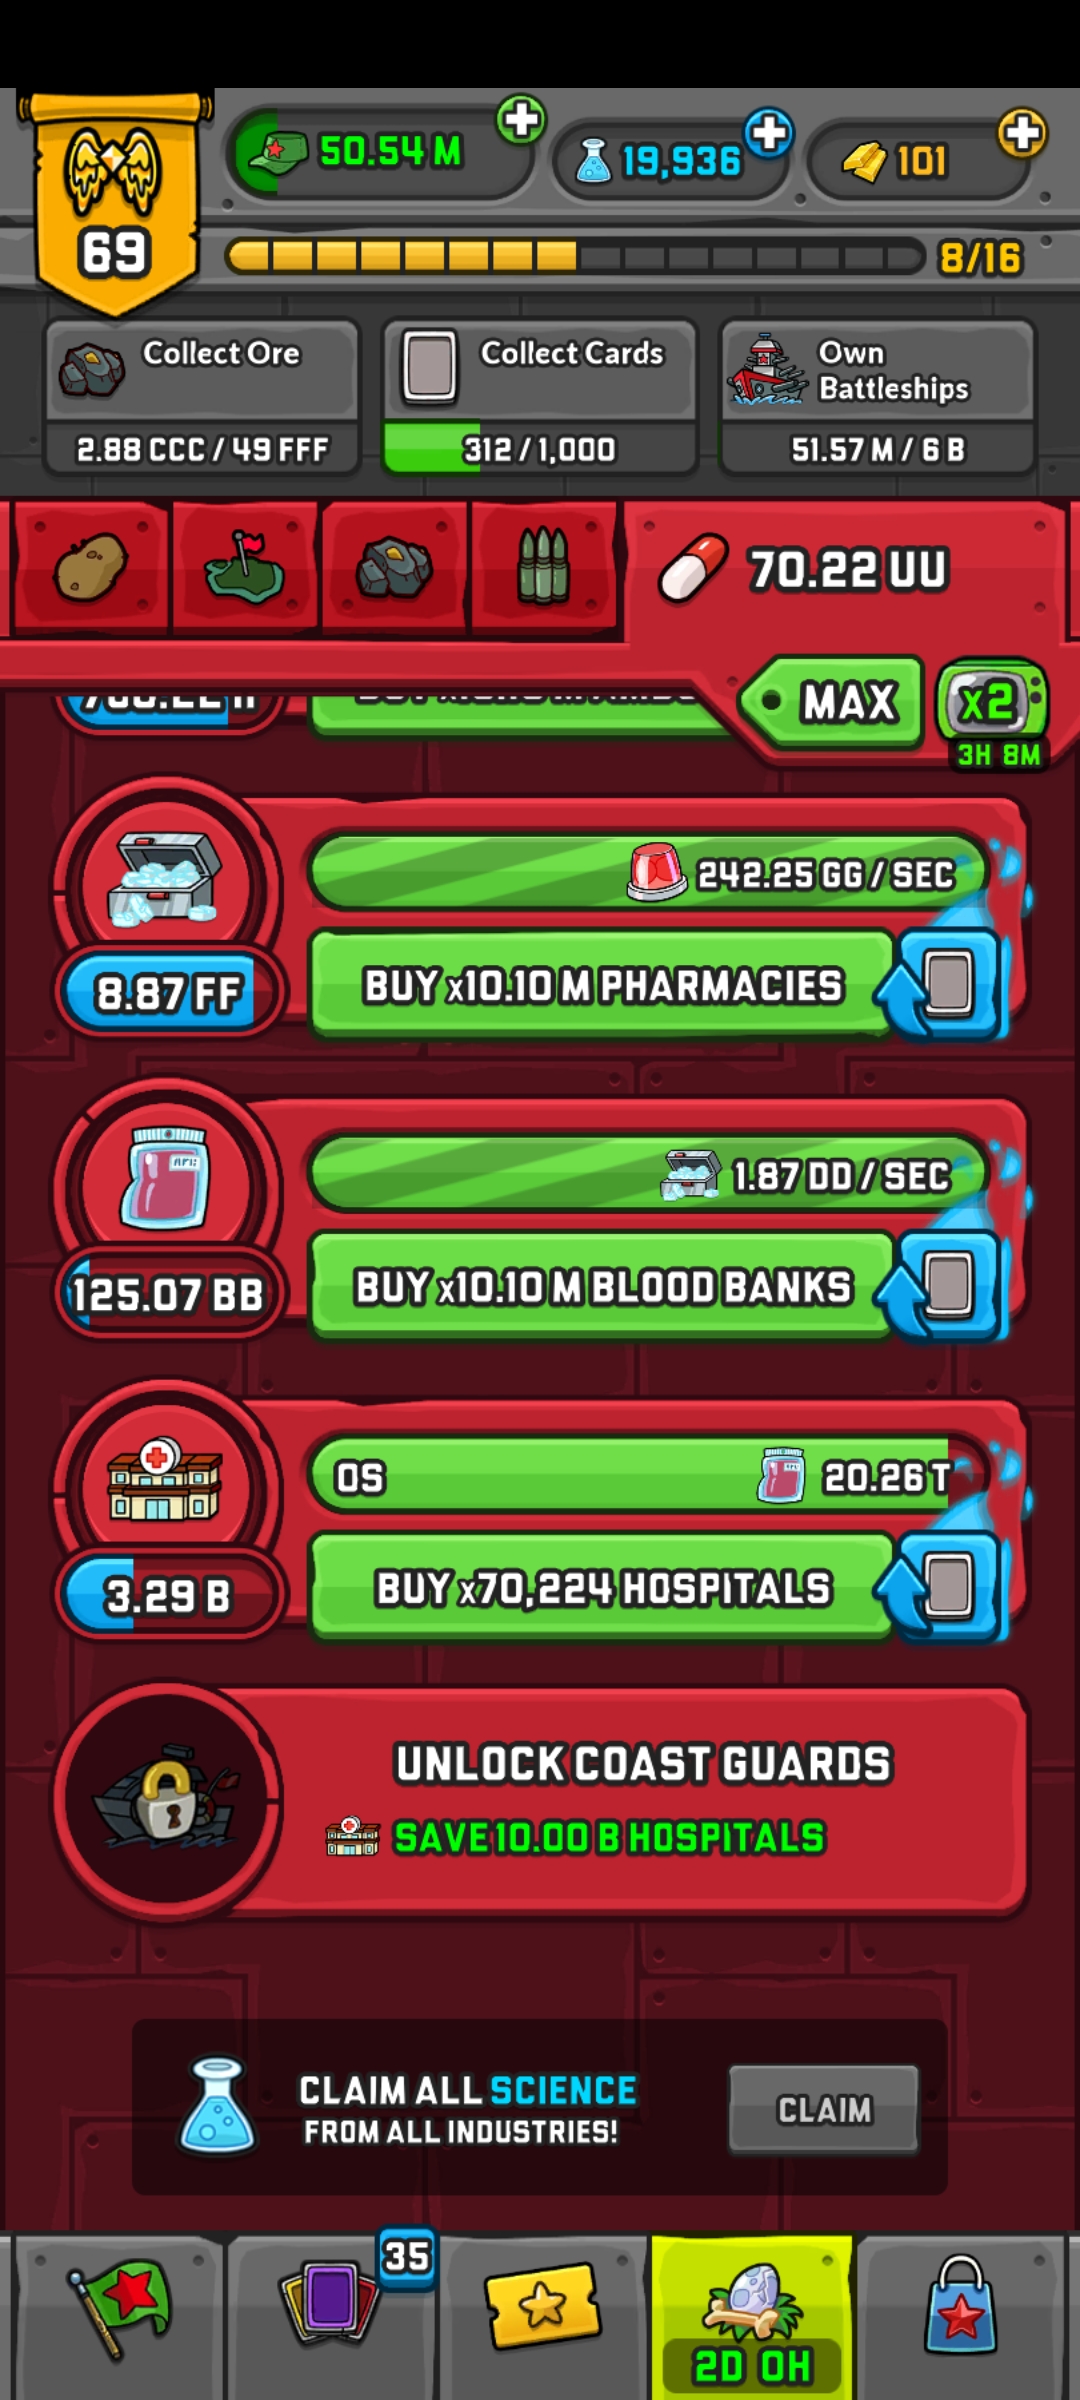 69
50.54 M
19,936
101
8/16
Collect Ore
2.88 CCC / 49 FFF
Collect Cards
312 / 1,000
Own
Battleships
51.57 M / 6 B
70.22 UU
MAX
x2
3H 8M
242.25 GG / SEC
8.87 FF
BUY x10.10 M PHARMACIES
1.87 DD / SEC
125.07 BB
BUY x10.10 M BLOOD BANKS
0S
20.26 T
3.29 B
BUY x70,224 HOSPITALS
UNLOCK COAST GUARDS
SAVE 10.00 B HOSPITALS
CLAIM ALL SCIENCE
FROM ALL INDUSTRIES!
CLAIM
35
2D 0H